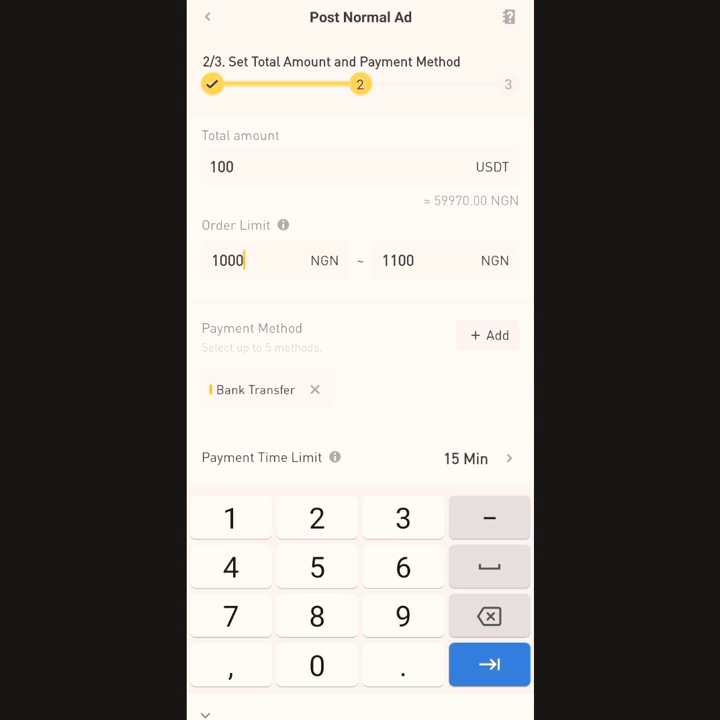 Post Normal Ad
2/3. Set Total Amount and Payment Method
2 3
Total amount
100 USDT
≈ 59970.00 NGN
Order Limit
1000 NGN ~ 1100 NGN
Payment Method
+ Add
Select up to 5 methods.
Bank Transfer ×
Payment Time Limit 15 Min >
1 2 3 –
4 5 6
7 8 9
, 0 .